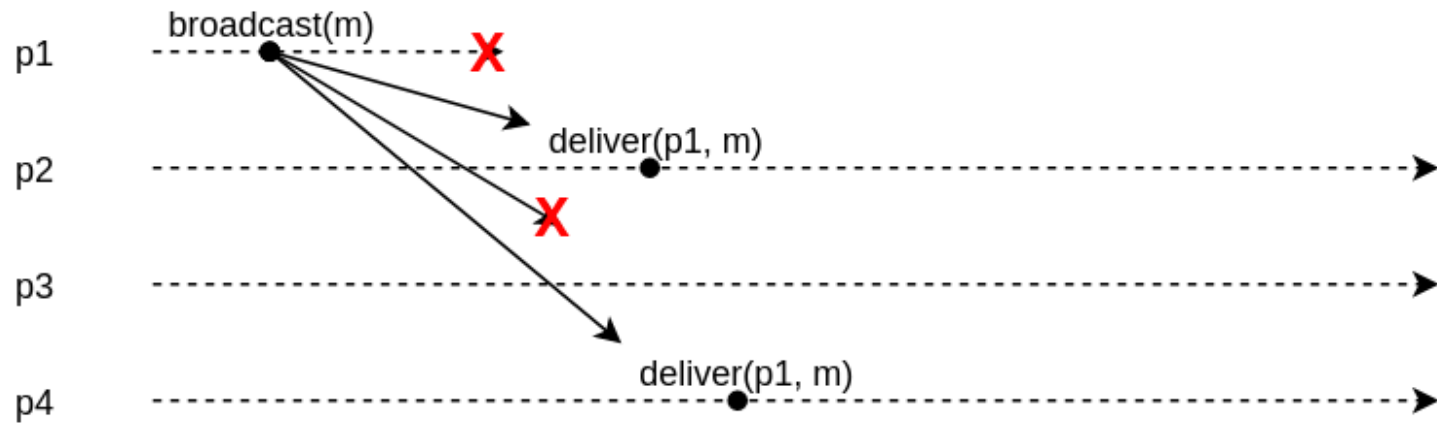 broadcast(m)
p1
X
deliver(p1, m)
p2
X
p3
deliver(p1, m)
p4